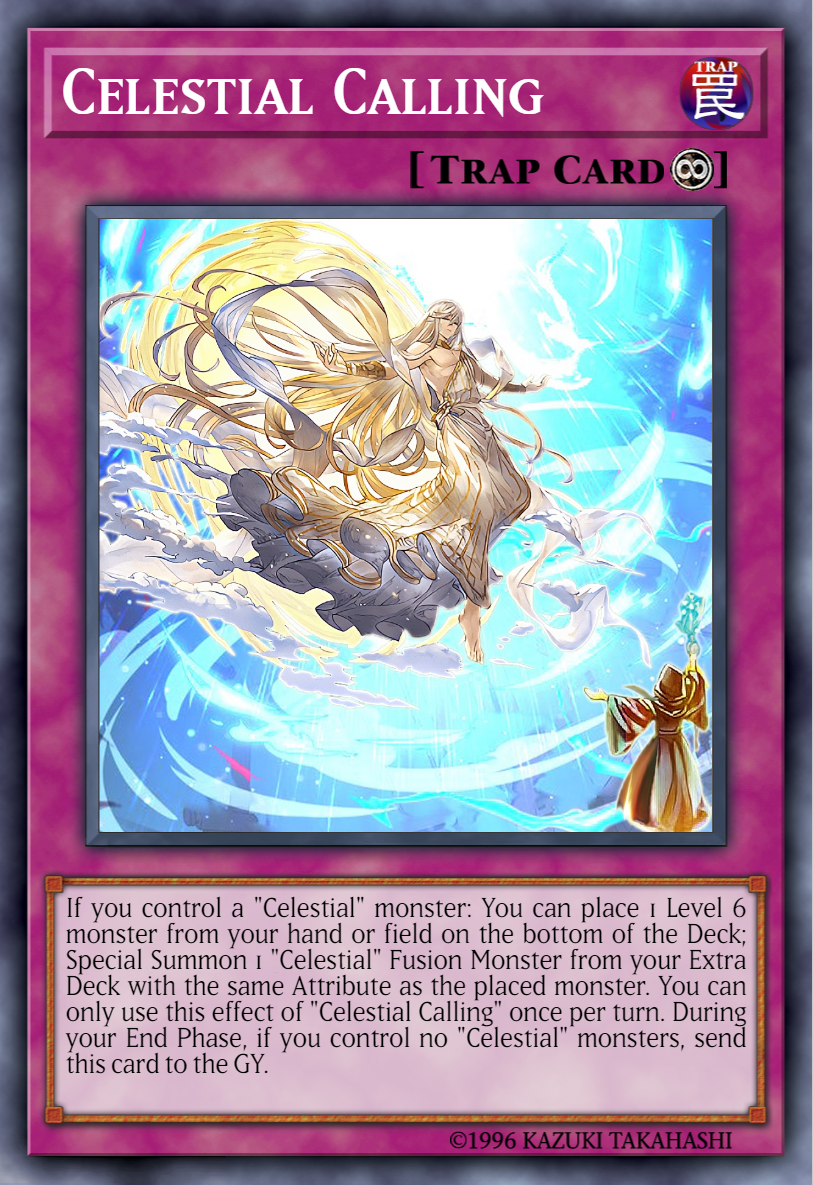 Celestial Calling
TRAP
罠
[Trap Card]
If you control a "Celestial" monster: You can place 1 Level 6
monster from your hand or field on the bottom of the Deck;
Special Summon 1 "Celestial" Fusion Monster from your Extra
Deck with the same Attribute as the placed monster. You can
only use this effect of "Celestial Calling" once per turn. During
your End Phase, if you control no "Celestial" monsters, send
this card to the GY.
©1996 KAZUKI TAKAHASHI